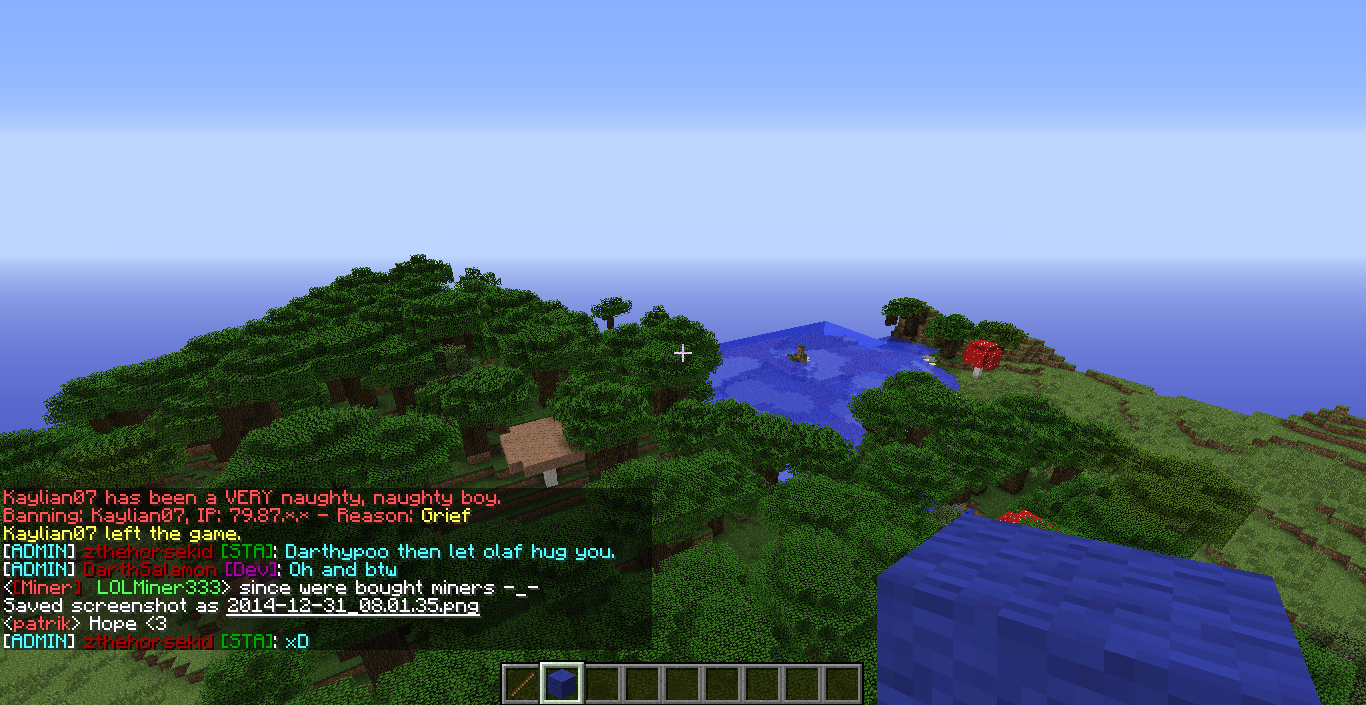 Kaylian07 has been a VERY naughty, naughty boy.
Banning: Kaylian07, IP: 79.87.*.* - Reason: Grief
Kaylian07 left the game.
[ADMIN] zthehorsekid [STA]: Darthypoo then let olaf hug you.
[ADMIN] DarthSalamon [Dev]: Oh and btw
<[Miner] LOLMiner333> since were bought miners -_-
Saved screenshot as 2014-12-31_08.01.35.png
<patrik> Hope <3
[ADMIN] zthehorsekid [STA]: xD